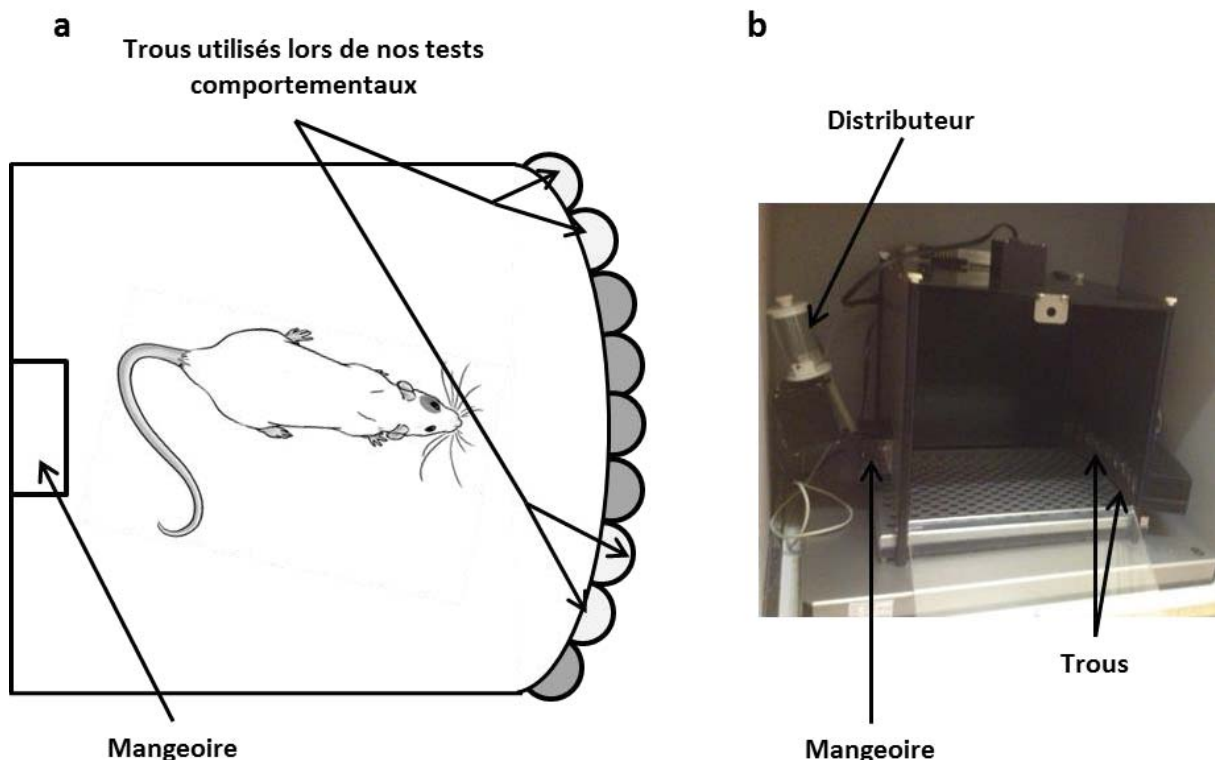 a
Trous utilisés lors de nos tests
comportementaux
Mangeoire
b
Distributeur
Trous
Mangeoire